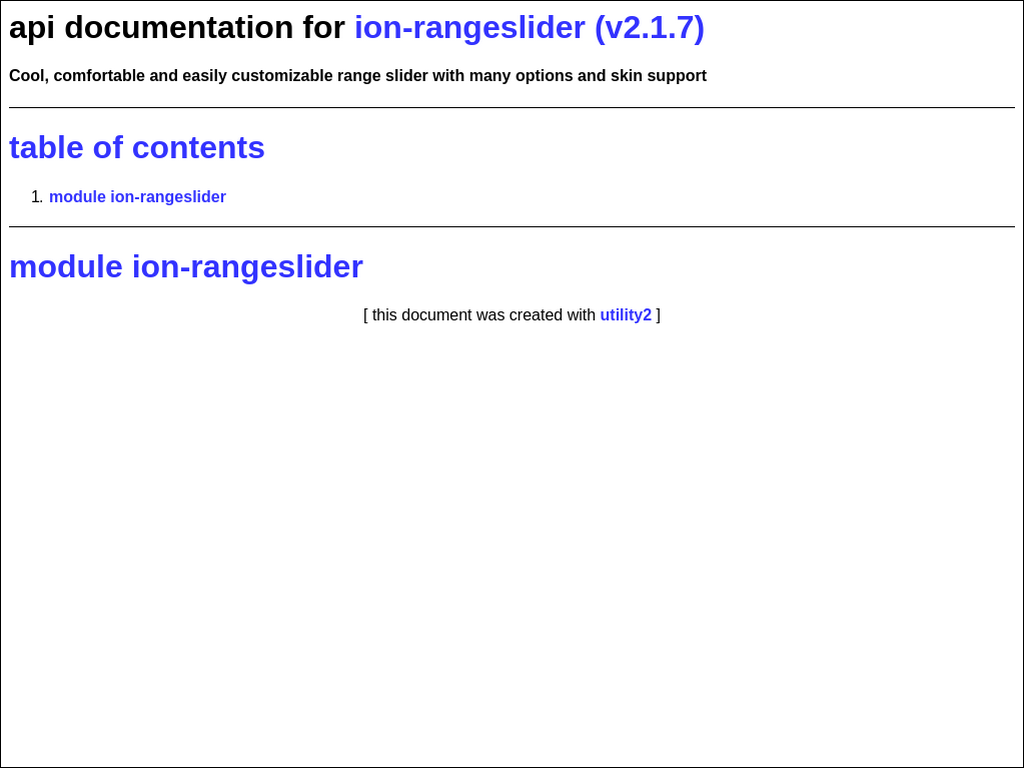 api documentation for ion-rangeslider (v2.1.7)
Cool, comfortable and easily customizable range slider with many options and skin support
table of contents
1. module ion-rangeslider
module ion-rangeslider
[ this document was created with utility2 ]